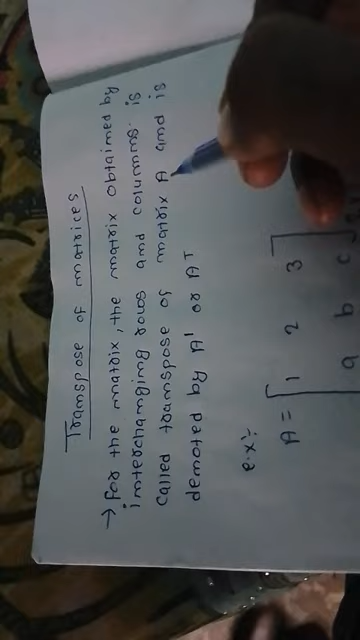 Transpose of matrices
→ for the matrix, the matrix obtained by
interchanging rows and columns is
called transpose of matrix A and is
denoted by A' or Aᵀ
e.x:-
A = [ 1 2 3
a b c ]